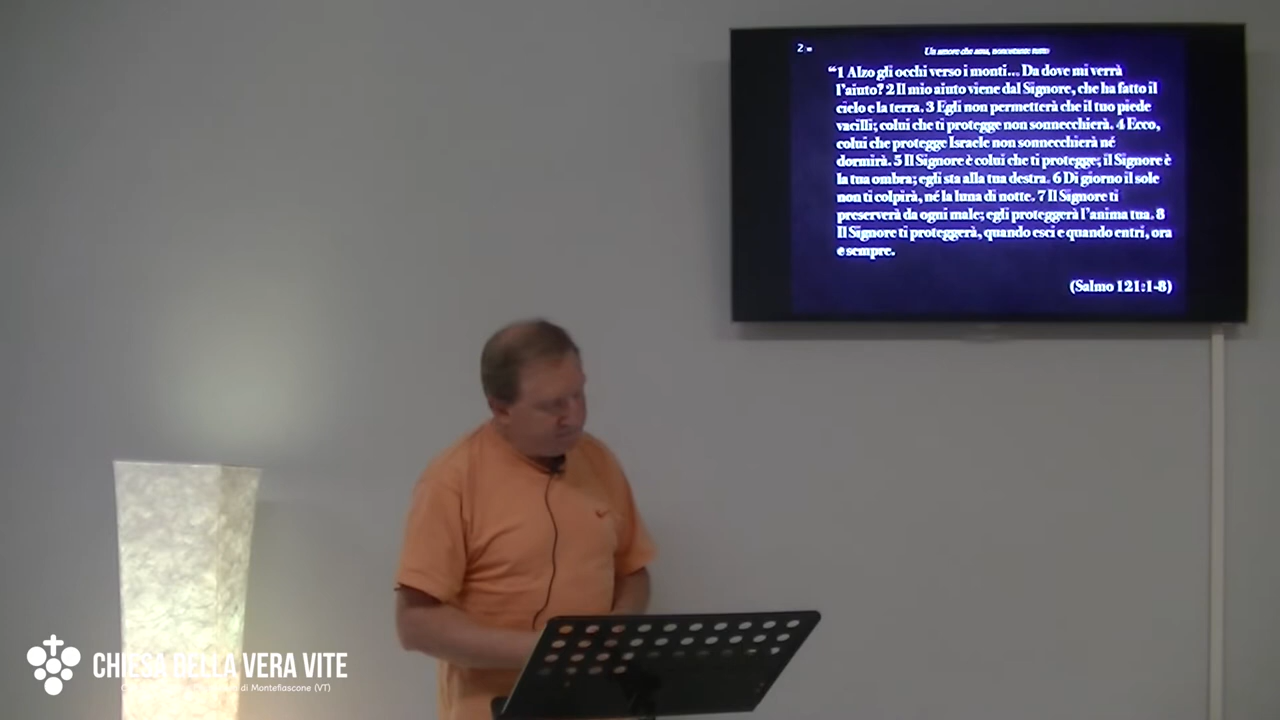 2 =
Un amore che ama, nonostante tutto
“1 Alzo gli occhi verso i monti... Da dove mi verrà
l’aiuto? 2 Il mio aiuto viene dal Signore, che ha fatto il
cielo e la terra. 3 Egli non permetterà che il tuo piede
vacilli; colui che ti protegge non sonnecchierà. 4 Ecco,
colui che protegge Israele non sonnecchierà né
dormirà. 5 Il Signore è colui che ti protegge; il Signore è
la tua ombra; egli sta alla tua destra. 6 Di giorno il sole
non ti colpirà, né la luna di notte. 7 Il Signore ti
preserverà da ogni male; egli proteggerà l’anima tua. 8
Il Signore ti proteggerà, quando esci e quando entri, ora
e sempre.
(Salmo 121:1-8)
CHIESA DELLA VERA VITE
di Montefiascone (VT)